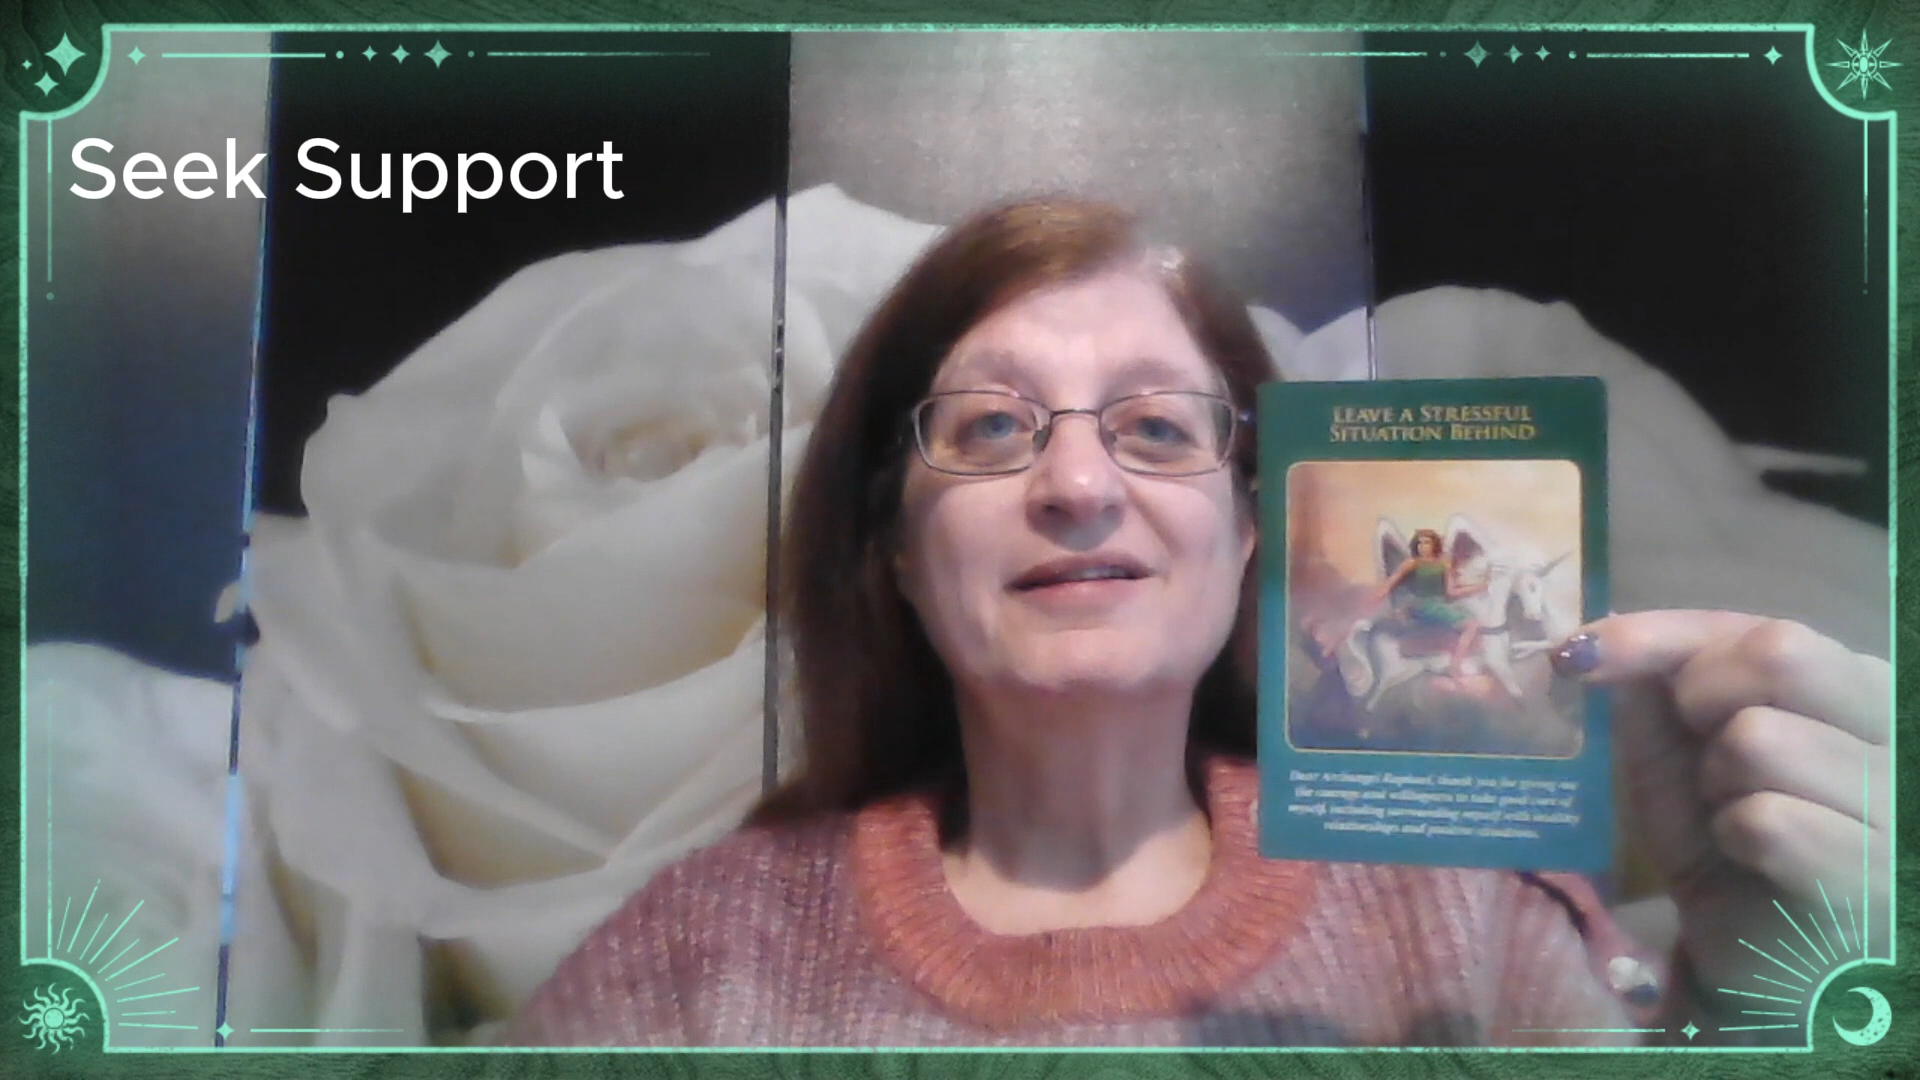 Seek Support
LEAVE A STRESSFUL
SITUATION BEHIND
Dear Archangel Raphael, thank you for giving me
the courage and willingness to take good care of
myself, including surrounding myself with healthy
relationships and positive situations.